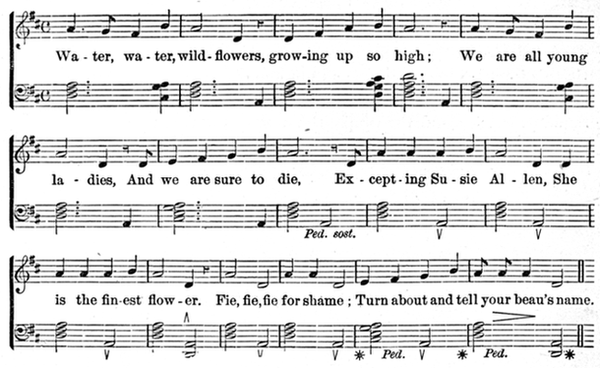 Wa - ter, wa - ter, wild - flowers, grow-ing up so high; We are all young
la - dies, And we are sure to die, Ex - cept - ing Su - sie Al - len, She
Ped. sost.
is the fin-est flow - er. Fie, fie, fie for shame; Turn about and tell your beau's name.
Ped. Ped.